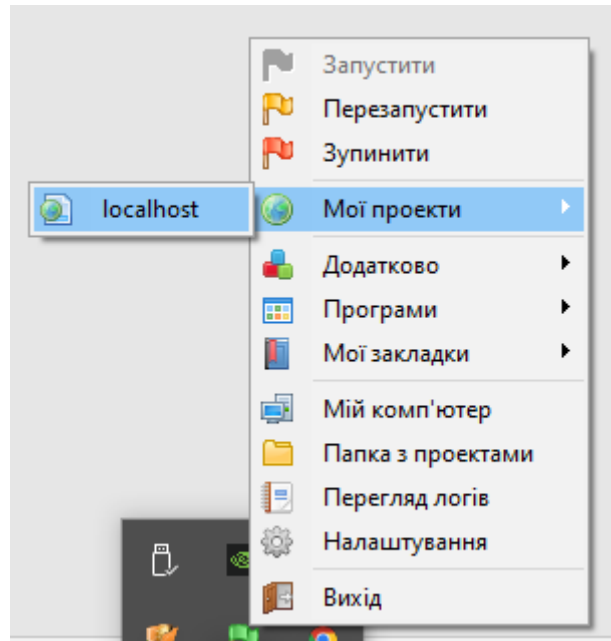 Запустити
Перезапустити
Зупинити
localhost
Мої проекти
Додатково
Програми
Мої закладки
Мій комп'ютер
Папка з проектами
Перегляд логів
Налаштування
Вихід